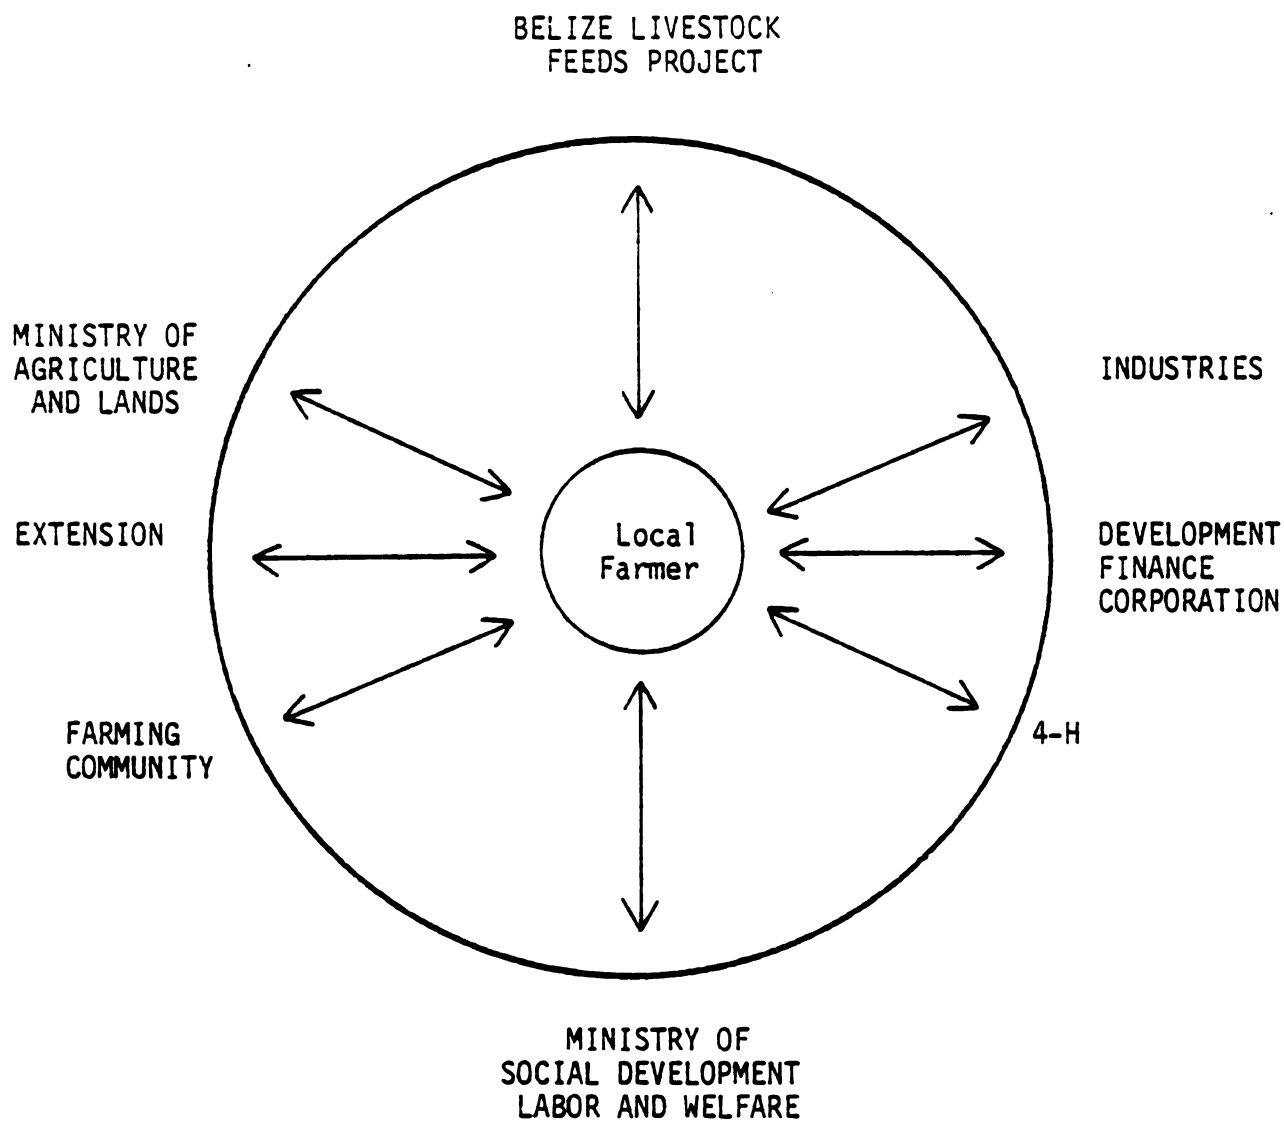 BELIZE LIVESTOCK
FEEDS PROJECT
MINISTRY OF
AGRICULTURE
AND LANDS
INDUSTRIES
EXTENSION
Local
Farmer
DEVELOPMENT
FINANCE
CORPORATION
FARMING
COMMUNITY
4-H
MINISTRY OF
SOCIAL DEVELOPMENT
LABOR AND WELFARE